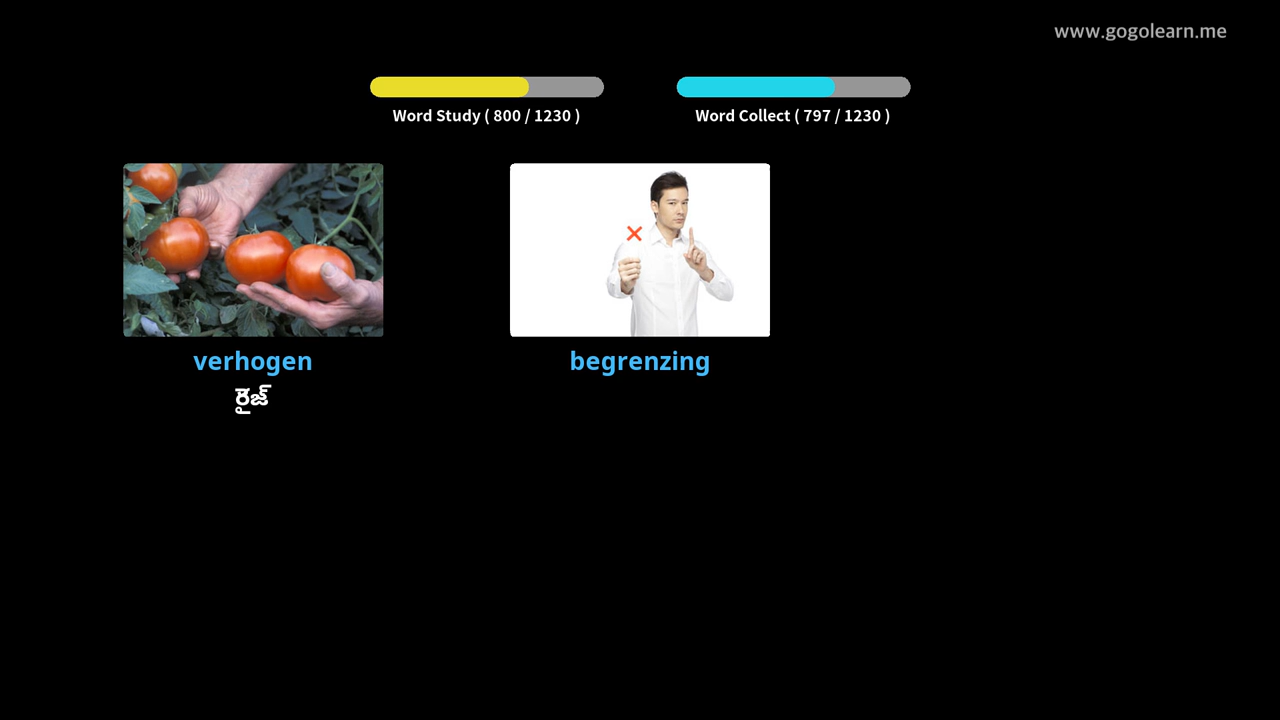 www.gogolearn.me
Word Study ( 800 / 1230 )
Word Collect ( 797 / 1230 )
verhogen
begrenzing
రైజ్